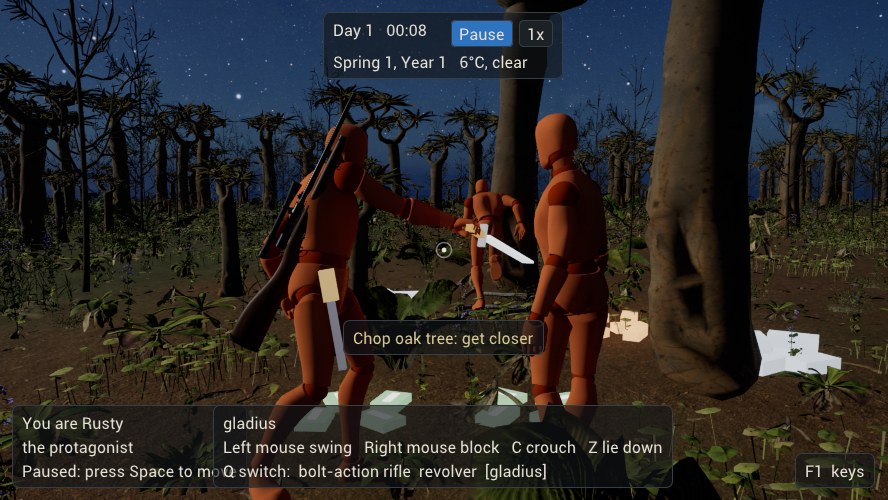 Day 1 00:08 Pause 1x
Spring 1, Year 1 6°C, clear
Chop oak tree: get closer
You are Rusty
the protagonist
Paused: press Space to move
gladius
Left mouse swing Right mouse block C crouch Z lie down
Q switch: bolt-action rifle revolver [gladius]
F1 keys